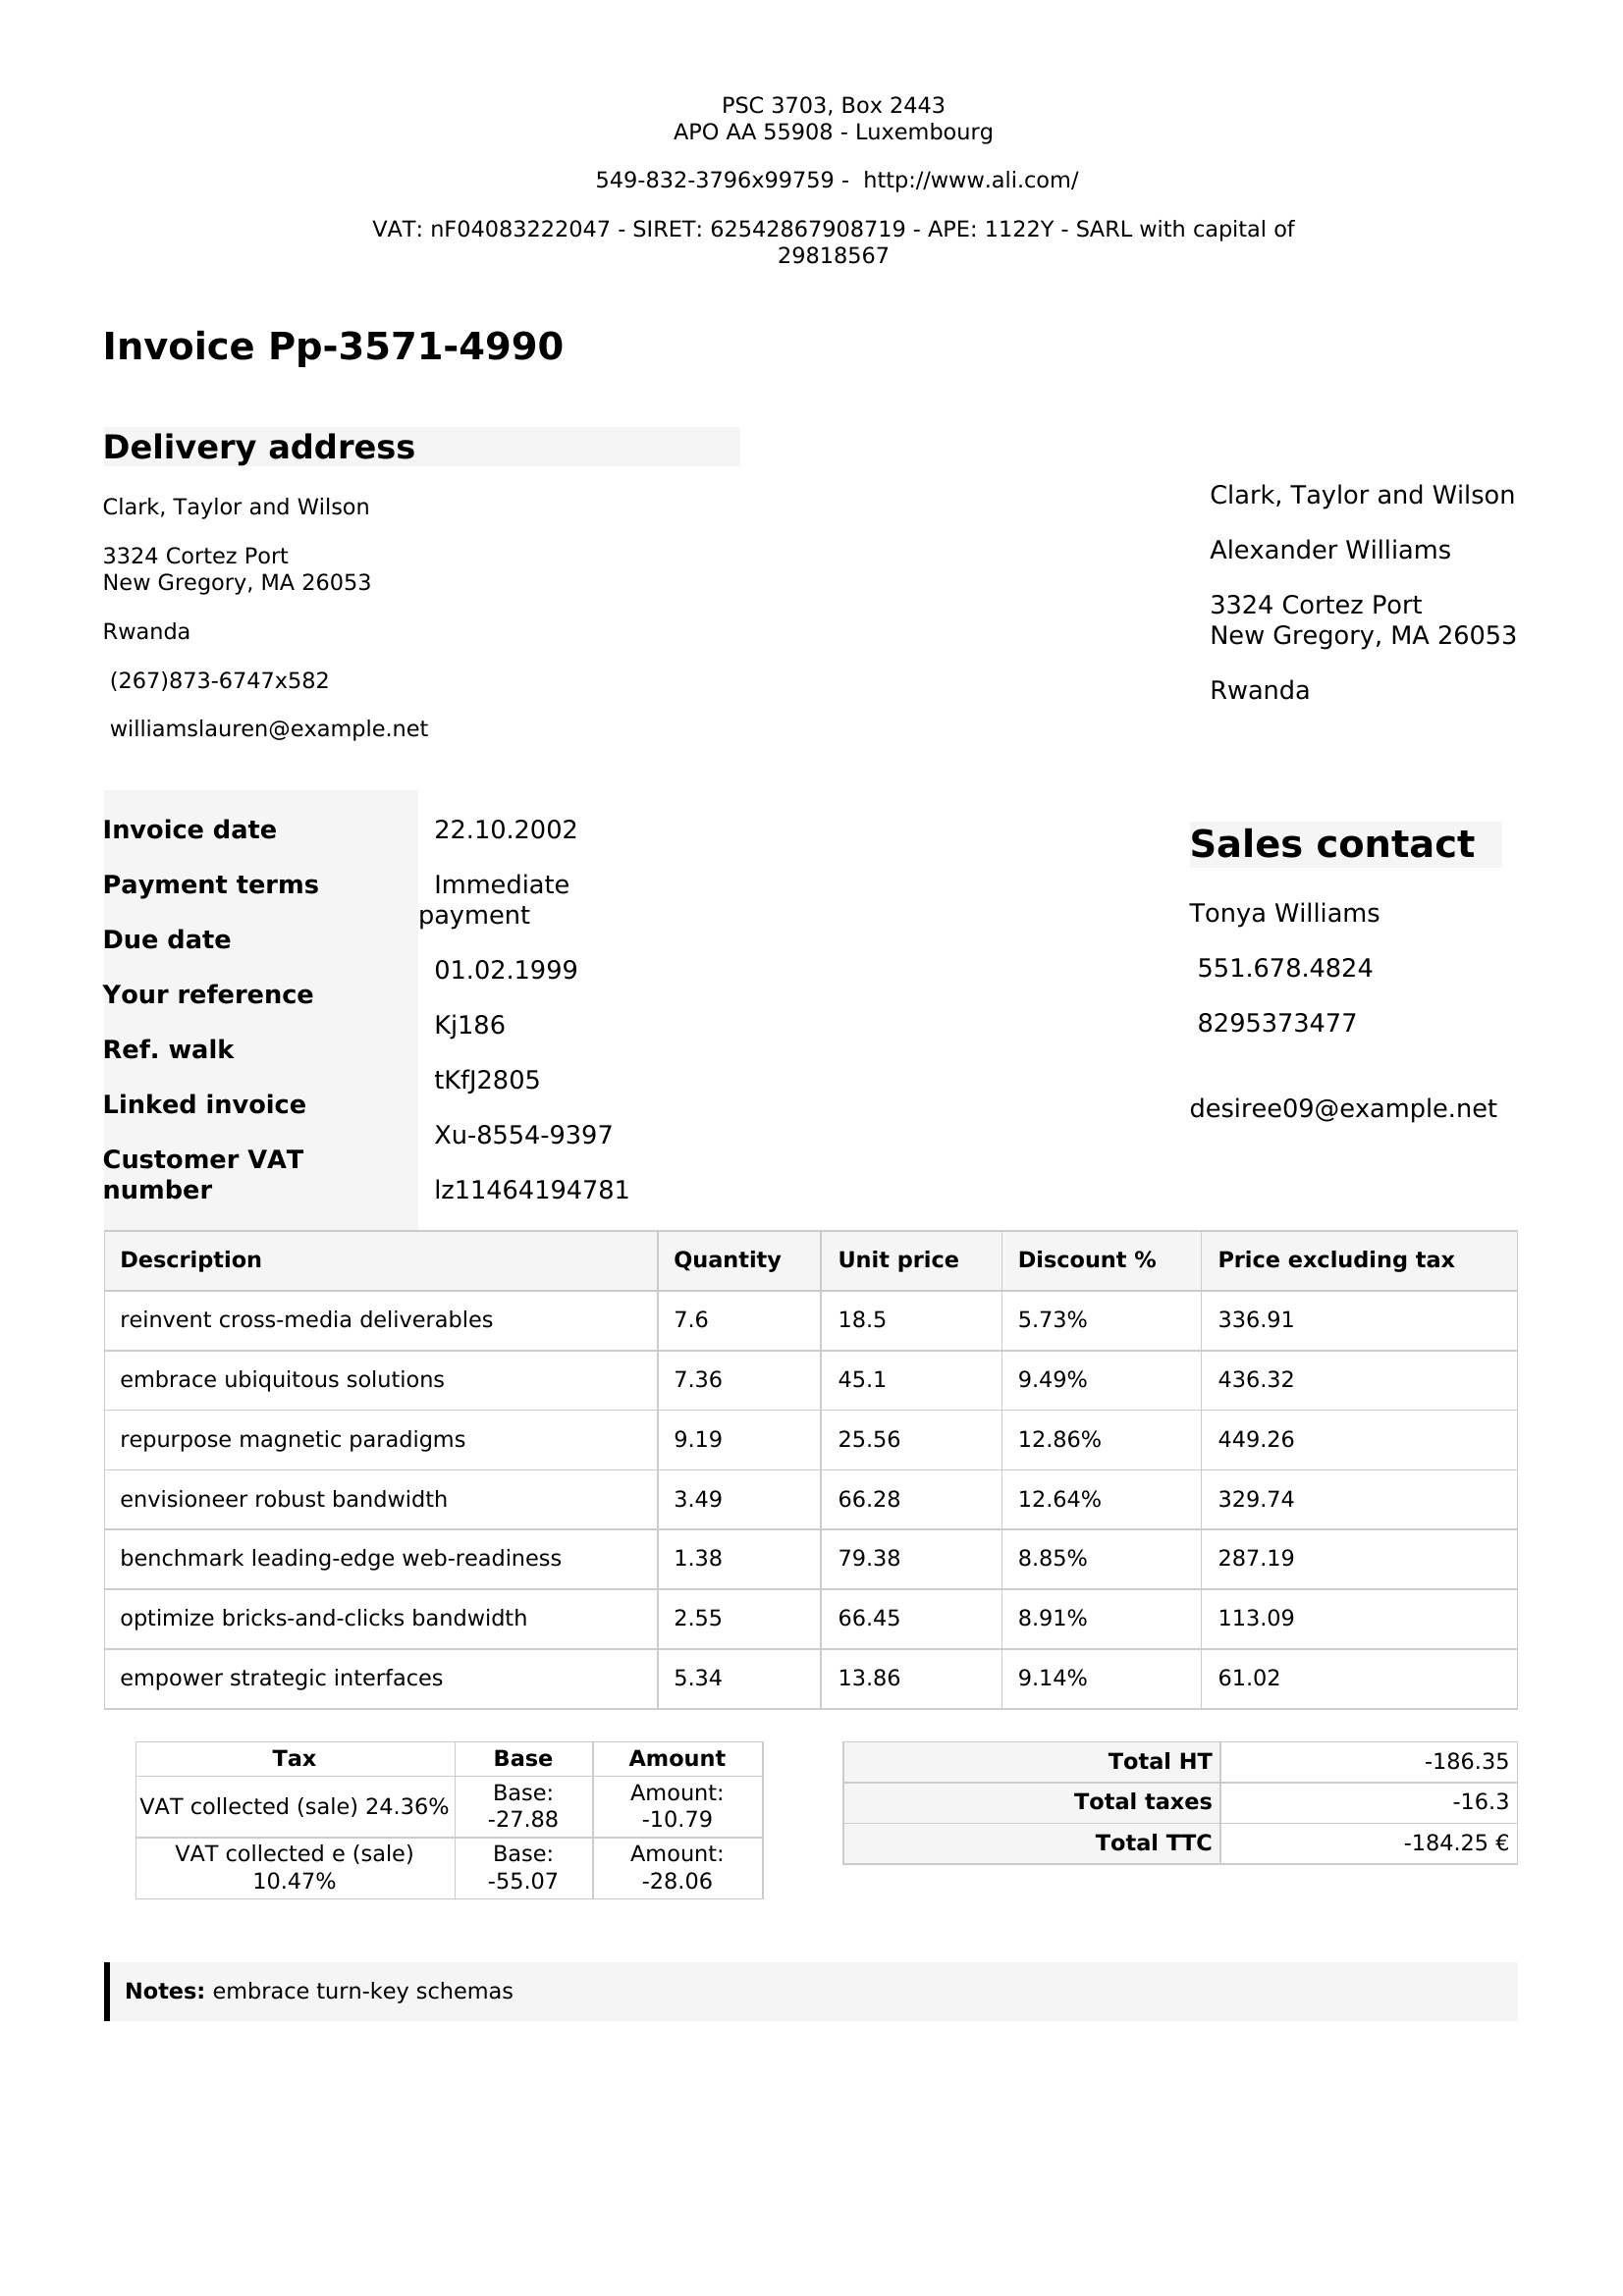 PSC 3703, Box 2443
APO AA 55908 - Luxembourg
549-832-3796x99759 -  http://www.ali.com/
VAT: nF04083222047 - SIRET: 62542867908719 - APE: 1122Y - SARL with capital of
29818567
Invoice Pp-3571-4990
Delivery address
Clark, Taylor and Wilson
3324 Cortez Port
New Gregory, MA 26053
Rwanda
(267)873-6747x582
williamslauren@example.net
Clark, Taylor and Wilson
Alexander Williams
3324 Cortez Port
New Gregory, MA 26053
Rwanda
Invoice date
Payment terms
Due date
Your reference
Ref. walk
Linked invoice
Customer VAT
number
22.10.2002
Immediate
payment
01.02.1999
Kj186
tKfJ2805
Xu-8554-9397
lz11464194781
Sales contact
Tonya Williams
551.678.4824
8295373477
desiree09@example.net
Description Quantity Unit price Discount % Price excluding tax
reinvent cross-media deliverables 7.6 18.5 5.73% 336.91
embrace ubiquitous solutions 7.36 45.1 9.49% 436.32
repurpose magnetic paradigms 9.19 25.56 12.86% 449.26
envisioneer robust bandwidth 3.49 66.28 12.64% 329.74
benchmark leading-edge web-readiness 1.38 79.38 8.85% 287.19
optimize bricks-and-clicks bandwidth 2.55 66.45 8.91% 113.09
empower strategic interfaces 5.34 13.86 9.14% 61.02
Tax Base Amount
VAT collected (sale) 24.36% Base: -27.88 Amount: -10.79
VAT collected e (sale) 10.47% Base: -55.07 Amount: -28.06
Total HT -186.35
Total taxes -16.3
Total TTC -184.25 €
Notes: embrace turn-key schemas